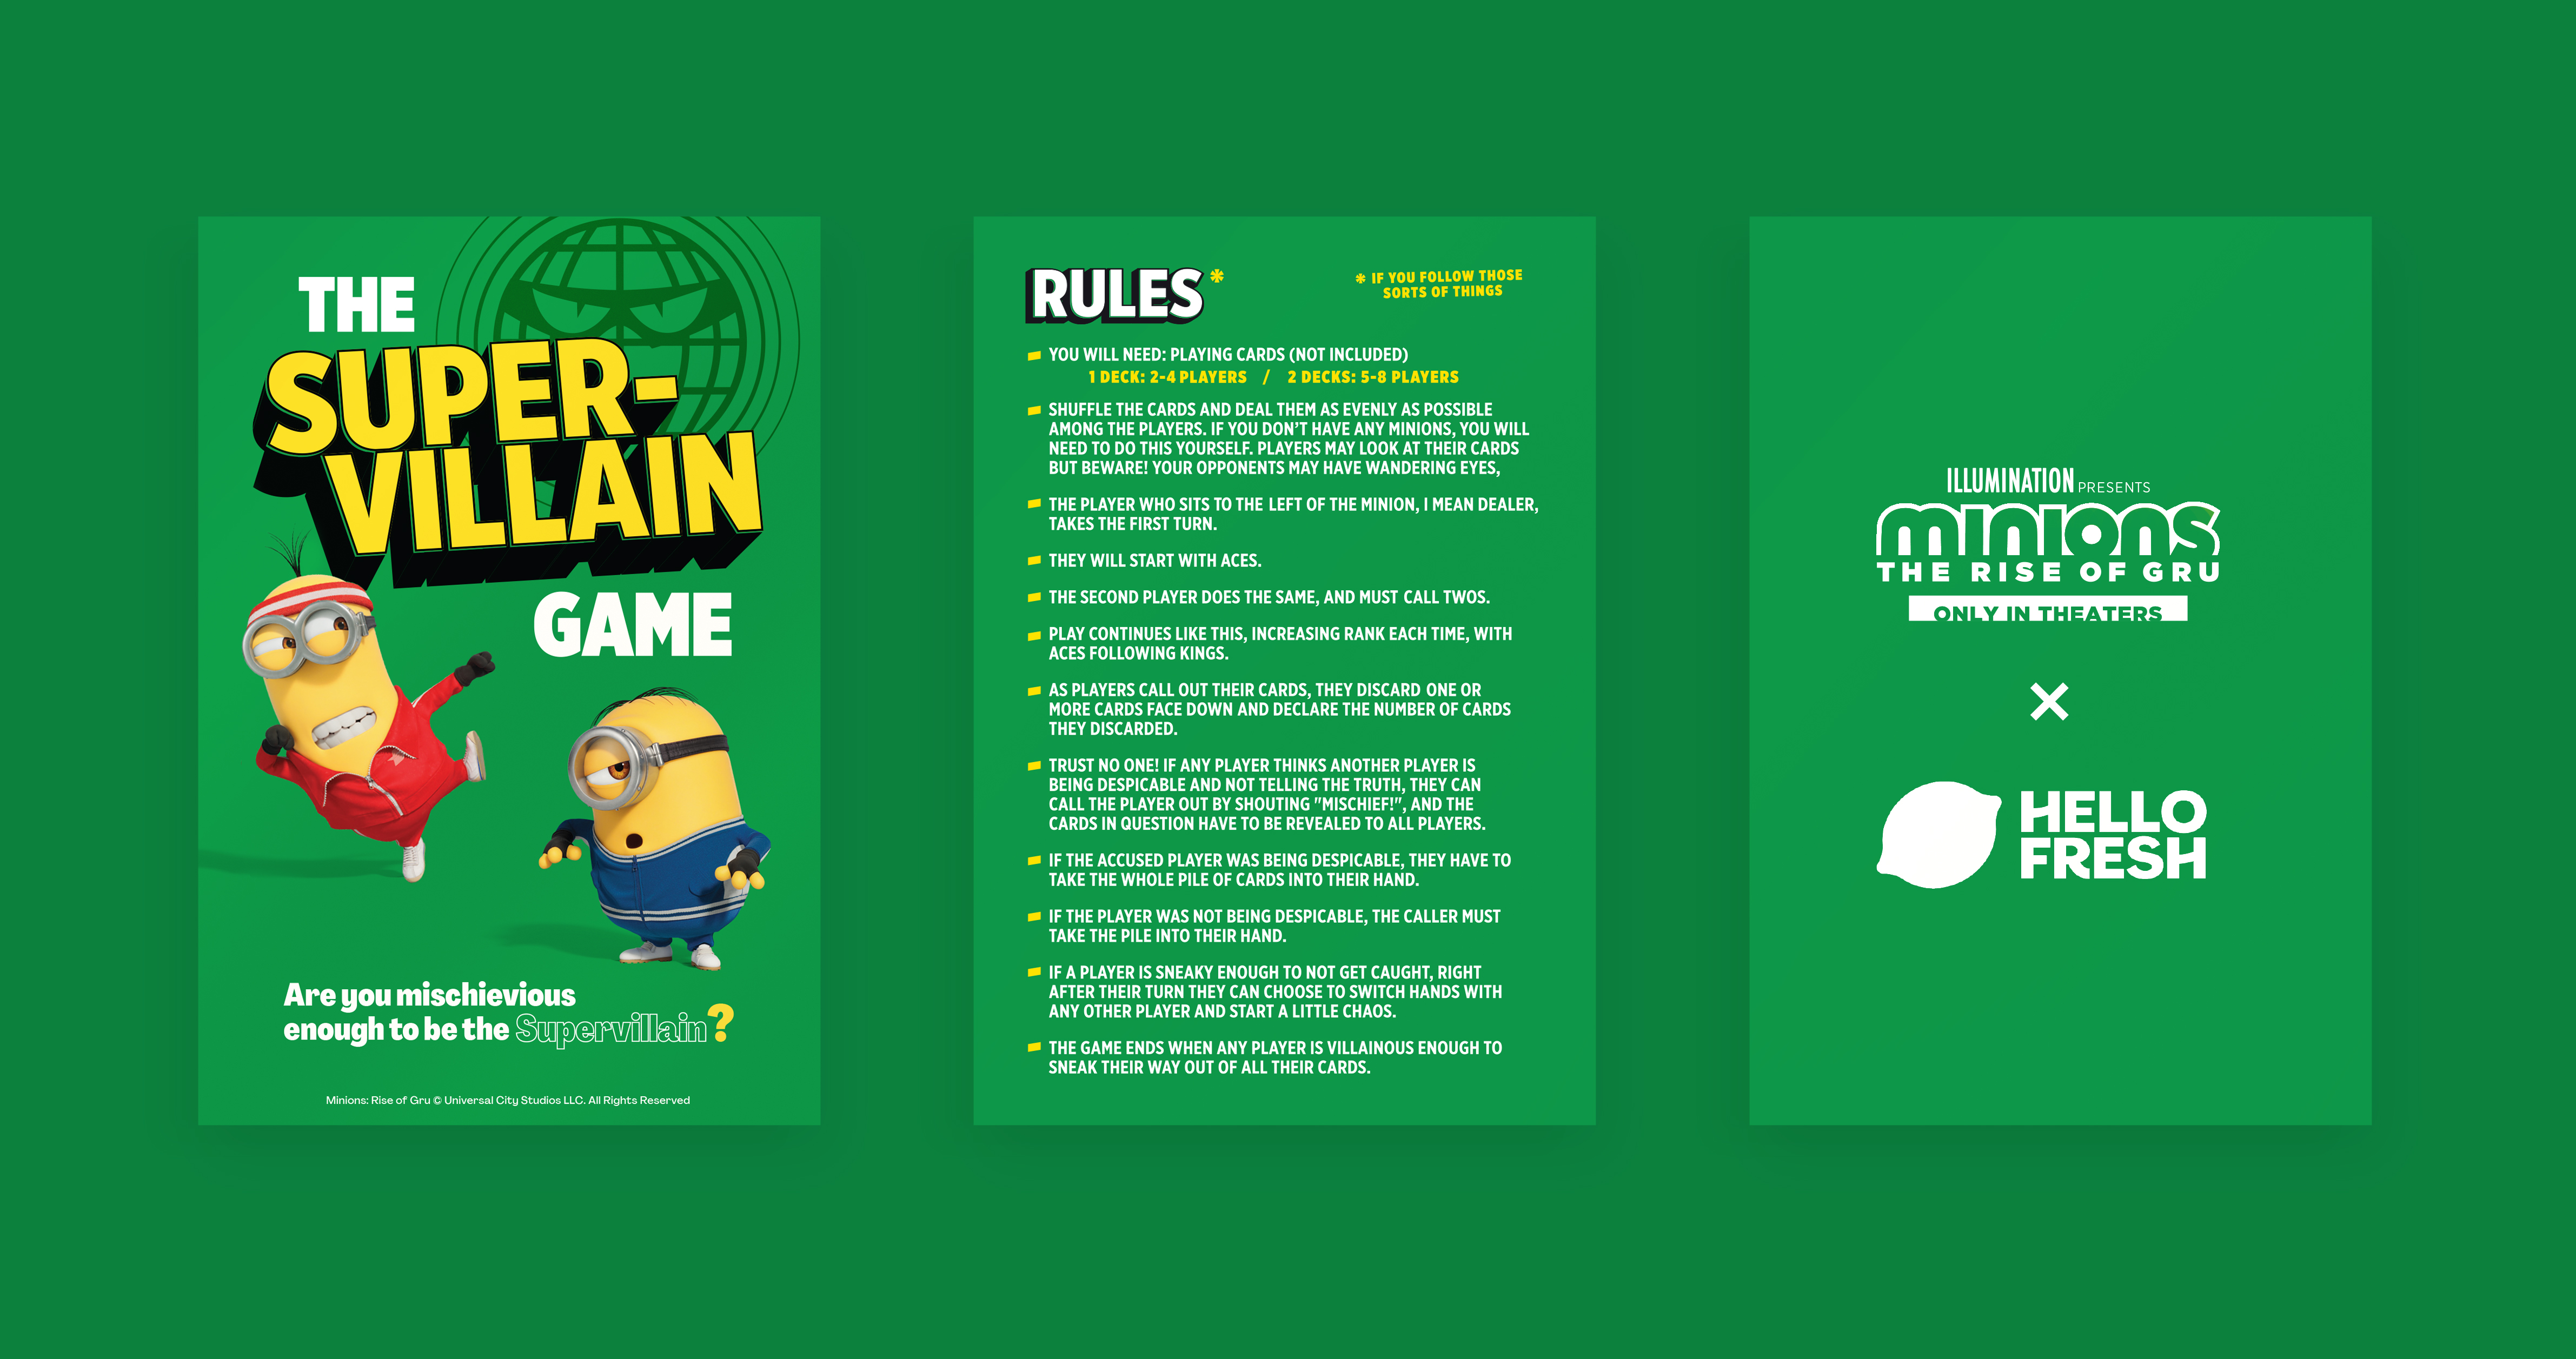 THE
SUPER-
VILLAIN
GAME
Are you mischievious
enough to be the Supervillain?
Minions: Rise of Gru © Universal City Studios LLC. All Rights Reserved
RULES*
* IF YOU FOLLOW THOSE
SORTS OF THINGS
YOU WILL NEED: PLAYING CARDS (NOT INCLUDED)
1 DECK: 2-4 PLAYERS / 2 DECKS: 5-8 PLAYERS
SHUFFLE THE CARDS AND DEAL THEM AS EVENLY AS POSSIBLE
AMONG THE PLAYERS. IF YOU DON'T HAVE ANY MINIONS, YOU WILL
NEED TO DO THIS YOURSELF. PLAYERS MAY LOOK AT THEIR CARDS
BUT BEWARE! YOUR OPPONENTS MAY HAVE WANDERING EYES,
THE PLAYER WHO SITS TO THE LEFT OF THE MINION, I MEAN DEALER,
TAKES THE FIRST TURN.
THEY WILL START WITH ACES.
THE SECOND PLAYER DOES THE SAME, AND MUST CALL TWOS.
PLAY CONTINUES LIKE THIS, INCREASING RANK EACH TIME, WITH
ACES FOLLOWING KINGS.
AS PLAYERS CALL OUT THEIR CARDS, THEY DISCARD ONE OR
MORE CARDS FACE DOWN AND DECLARE THE NUMBER OF CARDS
THEY DISCARDED.
TRUST NO ONE! IF ANY PLAYER THINKS ANOTHER PLAYER IS
BEING DESPICABLE AND NOT TELLING THE TRUTH, THEY CAN
CALL THE PLAYER OUT BY SHOUTING "MISCHIEF!", AND THE
CARDS IN QUESTION HAVE TO BE REVEALED TO ALL PLAYERS.
IF THE ACCUSED PLAYER WAS BEING DESPICABLE, THEY HAVE TO
TAKE THE WHOLE PILE OF CARDS INTO THEIR HAND.
IF THE PLAYER WAS NOT BEING DESPICABLE, THE CALLER MUST
TAKE THE PILE INTO THEIR HAND.
IF A PLAYER IS SNEAKY ENOUGH TO NOT GET CAUGHT, RIGHT
AFTER THEIR TURN THEY CAN CHOOSE TO SWITCH HANDS WITH
ANY OTHER PLAYER AND START A LITTLE CHAOS.
THE GAME ENDS WHEN ANY PLAYER IS VILLAINOUS ENOUGH TO
SNEAK THEIR WAY OUT OF ALL THEIR CARDS.
ILLUMINATION PRESENTS
minions
THE RISE OF GRU
ONLY IN THEATERS
×
HELLO
FRESH